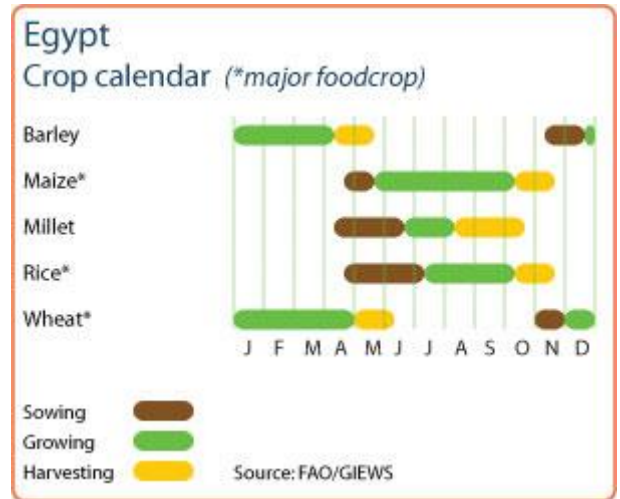 Egypt
Crop calendar (*major foodcrop)
Barley
Maize*
Millet
Rice*
Wheat*
J F M A M J J A S O N D
Sowing
Growing
Harvesting
Source: FAO/GIEWS